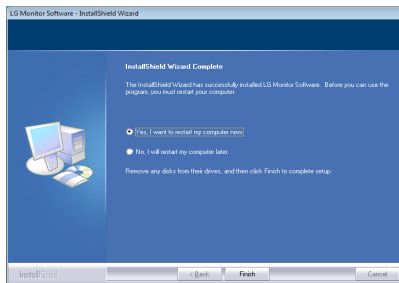 LG Monitor Software - InstallShield Wizard
InstallShield Wizard Complete
The InstallShield Wizard has successfully installed LG Monitor Software. Before you can use the
program, you must restart your computer.
Yes, I want to restart my computer now.
No, I will restart my computer later.
Remove any disks from their drives, and then click Finish to complete setup.
InstallShield
< Back
Finish
Cancel